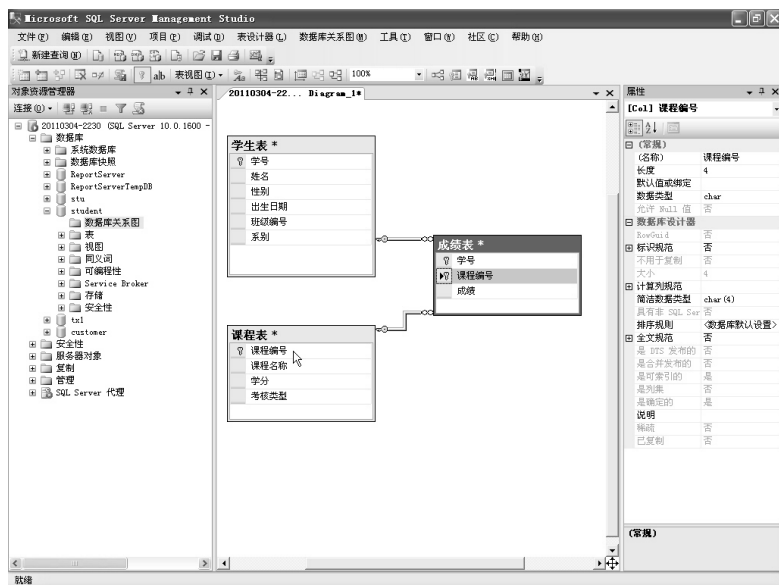 Microsoft SQL Server Management Studio
文件(F) 编辑(E) 视图(V) 项目(P) 调试(D) 表设计器(L) 数据库关系图(M) 工具(T) 窗口(W) 社区(C) 帮助(H)
新建查询(N)
alb 表视图(I) 100%
对象资源管理器
连接(O)
20110304-2230 (SQL Server 10.0.1600 -
数据库
系统数据库
数据库快照
ReportServer
ReportServerTempDB
stu
student
数据库关系图
表
视图
同义词
可编程性
Service Broker
存储
安全性
txl
customer
安全性
服务器对象
复制
管理
SQL Server 代理
20110304-22... Diagram_1*
学生表 *
学号
姓名
性别
出生日期
班级编号
系别
成绩表 *
学号
课程编号
成绩
课程表 *
课程编号
课程名称
学分
考核类型
属性
[Col] 课程编号
(常规)
(名称) 课程编号
长度 4
默认值或绑定
数据类型 char
允许 Null 值 否
数据库设计器
RowGuid 否
标识规范 否
不用于复制 否
大小 4
计算列规范
简洁数据类型 char(4)
具有非 SQL Ser 否
排序规则 <数据库默认设置>
全文规范 否
是 DTS 发布的 否
是合并发布的 否
是可索引的 是
是列集 否
是确定的 是
说明
稀疏 否
已复制 否
(常规)
就绪